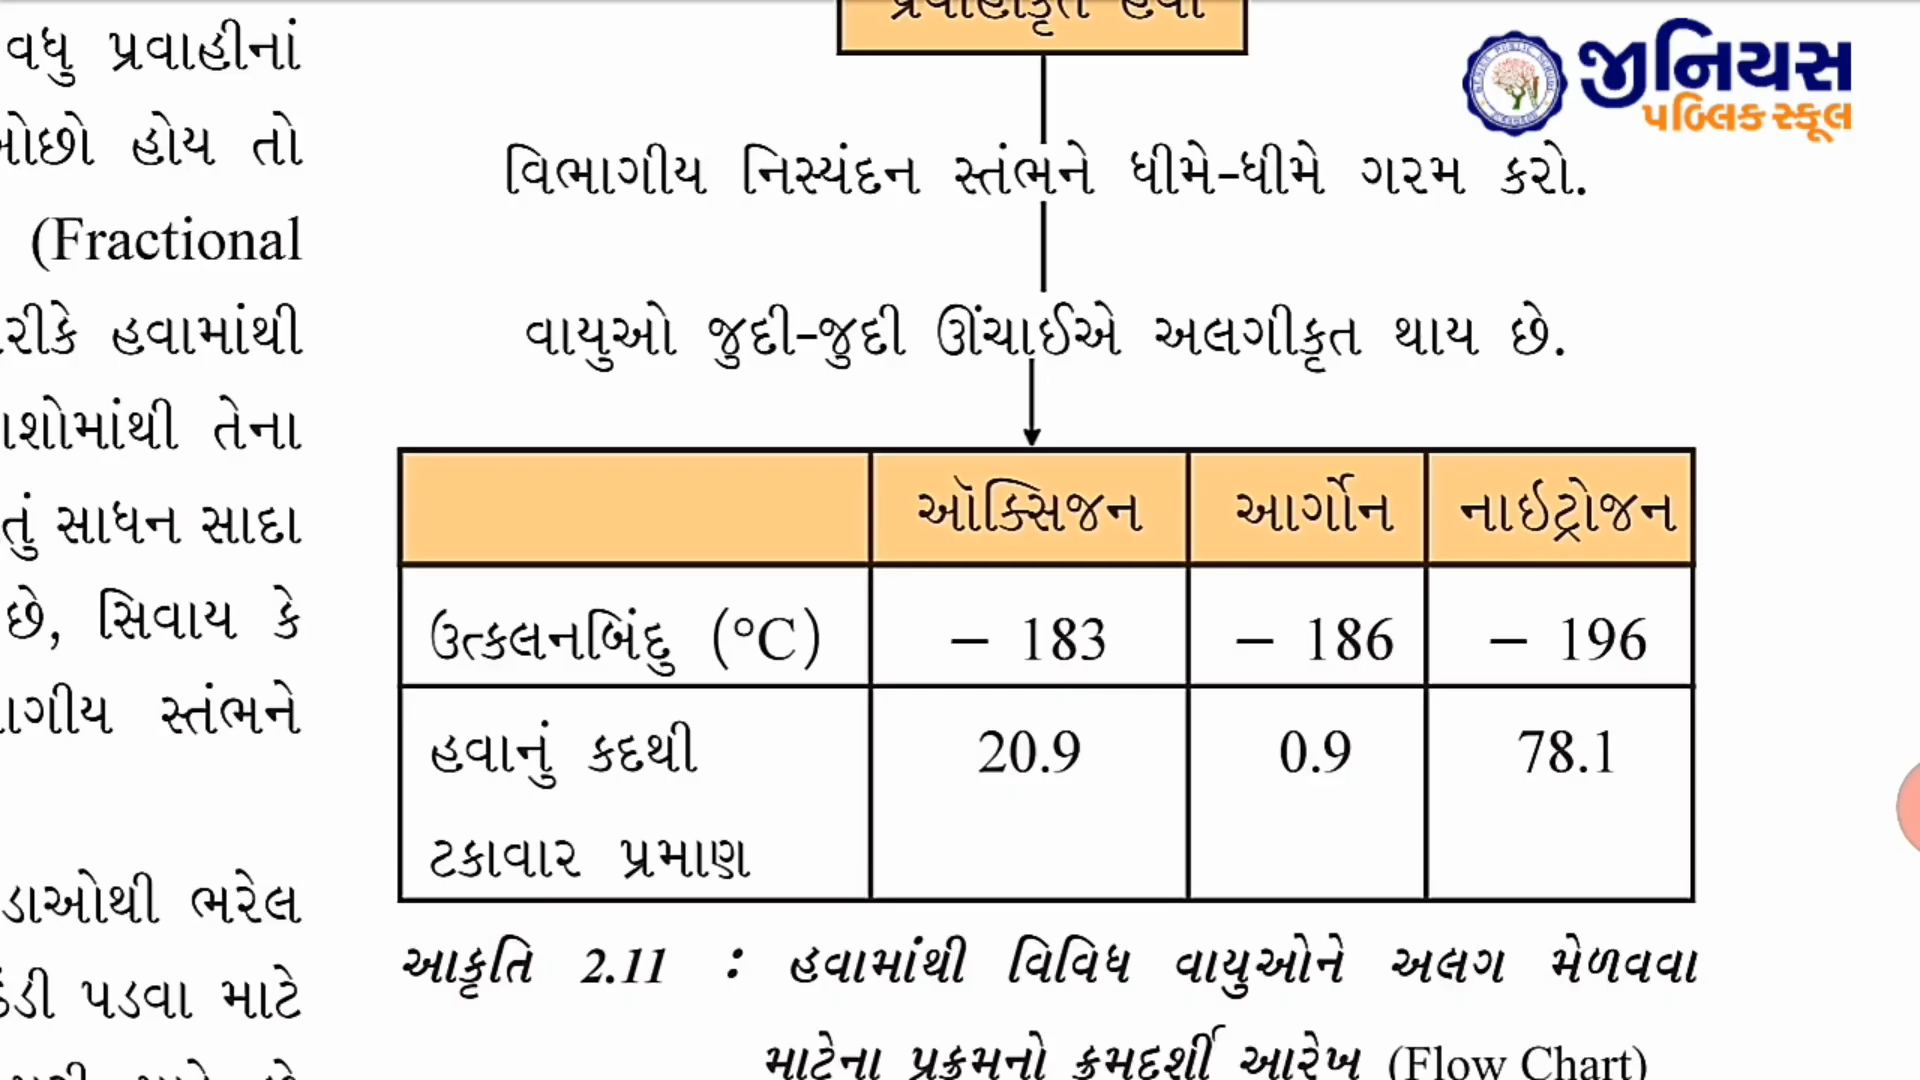 વધુ પ્રવાહીનાં
હોય તો
(Fractional
હવામાંથી
તેના
સાધન સાદા
છે, સિવાય કે
સ્તંભને
ભરેલ
પડવા માટે
જીનિયસ
પબ્લિક સ્કૂલ
પ્રવાહીકૃત હવા
વિભાગીય નિસ્યંદન સ્તંભને ધીમે-ધીમે ગરમ કરો.
વાયુઓ જુદી-જુદી ઊંચાઈએ અલગીકૃત થાય છે.
ઑક્સિજન આર્ગોન નાઇટ્રોજન
ઉત્કલનબિંદુ (°C) – 183 – 186 – 196
હવાનું કદથી 20.9 0.9 78.1
ટકાવાર પ્રમાણ
આકૃતિ 2.11 : હવામાંથી વિવિધ વાયુઓને અલગ મેળવવા
માટેના પ્રક્રમનો ક્રમદર્શી આરેખ (Flow Chart)